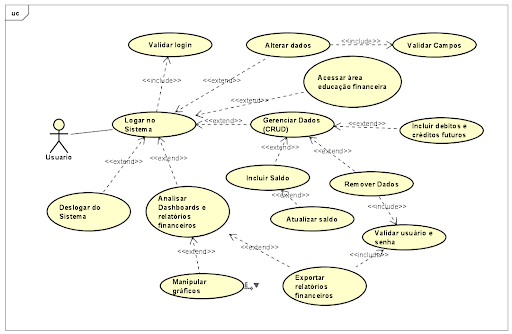 uc
Validar login
Alterar dados
<<include>>
Validar Campos
<<include>>
<<extend>>
Acessar área
educação financeira
<<extend>>
Logar no
Sistema
<<extend>>
Gerenciar Dados
(CRUD)
<<extend>>
Incluir debitos e
créditos futuros
Usuario
<<extend>>
<<extend>>
<<extend>>
<<extend>>
Incluir Saldo
Remover Dados
<<extend>>
Deslogar do
Sistema
Analisar
Dashboards e
relatórios
financeiros
Atualizar saldo
<<include>>
Validar usuário e
senha
<<extend>>
<<extend>>
<<include>>
Manipular
gráficos
Exportar
relatórios
financeiros